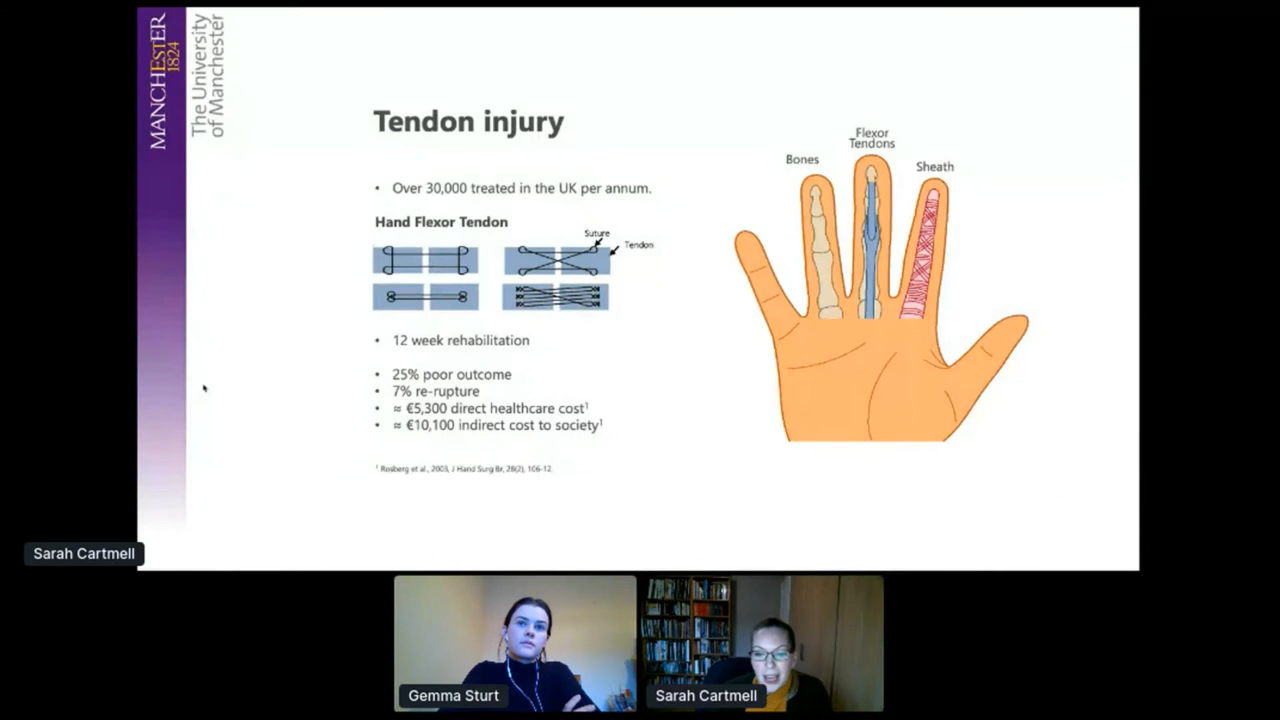 MANCHESTER
1824
The University
of Manchester
Tendon injury
• Over 30,000 treated in the UK per annum.
Hand Flexor Tendon
Suture
Tendon
• 12 week rehabilitation
• 25% poor outcome
• 7% re-rupture
• ≈ €5,300 direct healthcare cost¹
• ≈ €10,100 indirect cost to society¹
¹ Rosberg et al., 2003, J Hand Surg Br, 28(2), 106-12.
Bones
Flexor
Tendons
Sheath
Sarah Cartmell
Gemma Sturt
Sarah Cartmell